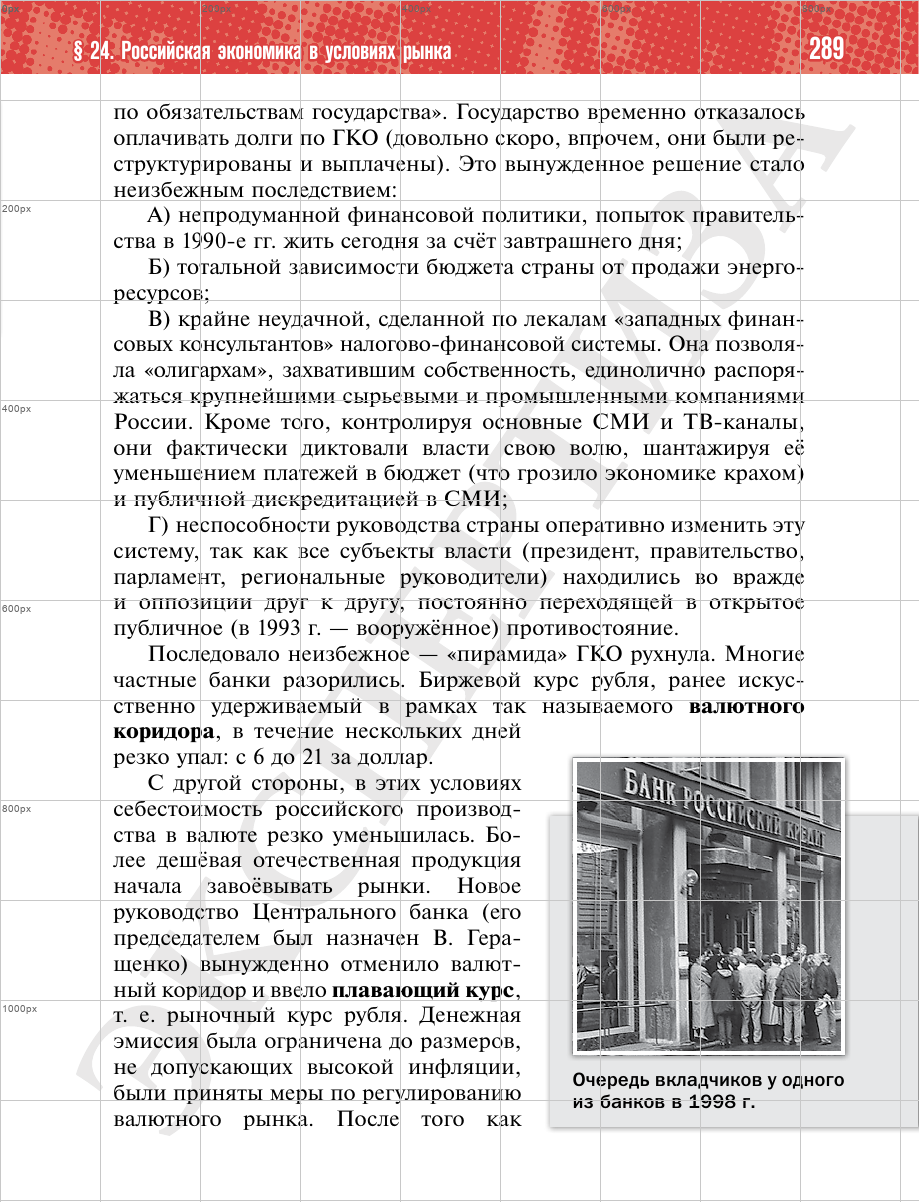 § 24. Российская экономика в условиях рынка
289
по обязательствам государства». Государство временно отказалось
оплачивать долги по ГКО (довольно скоро, впрочем, они были ре-
структурированы и выплачены). Это вынужденное решение стало
неизбежным последствием:
А) непродуманной финансовой политики, попыток правитель-
ства в 1990-е гг. жить сегодня за счёт завтрашнего дня;
Б) тотальной зависимости бюджета страны от продажи энерго-
ресурсов;
В) крайне неудачной, сделанной по лекалам «западных финан-
совых консультантов» налогово-финансовой системы. Она позволя-
ла «олигархам», захватившим собственность, единолично распоря-
жаться крупнейшими сырьевыми и промышленными компаниями
России. Кроме того, контролируя основные СМИ и ТВ-каналы,
они фактически диктовали власти свою волю, шантажируя её
уменьшением платежей в бюджет (что грозило экономике крахом)
и публичной дискредитацией в СМИ;
Г) неспособности руководства страны оперативно изменить эту
систему, так как все субъекты власти (президент, правительство,
парламент, региональные руководители) находились во вражде
и оппозиции друг к другу, постоянно переходящей в открытое
публичное (в 1993 г. — вооружённое) противостояние.
Последовало неизбежное — «пирамида» ГКО рухнула. Многие
частные банки разорились. Биржевой курс рубля, ранее искус-
ственно удерживаемый в рамках так называемого валютного
коридора, в течение нескольких дней
резко упал: с 6 до 21 за доллар.
С другой стороны, в этих условиях
себестоимость российского производ-
ства в валюте резко уменьшилась. Бо-
лее дешёвая отечественная продукция
начала завоёвывать рынки. Новое
руководство Центрального банка (его
председателем был назначен В. Гера-
щенко) вынужденно отменило валют-
ный коридор и ввело плавающий курс,
т. е. рыночный курс рубля. Денежная
эмиссия была ограничена до размеров,
не допускающих высокой инфляции,
были приняты меры по регулированию
валютного рынка. После того как
БАНК РОССИЙСКИЙ КРЕДИТ
Очередь вкладчиков у одного
из банков в 1998 г.
ЭКСПЕРТИЗА
200px
400px
600px
800px
1000px